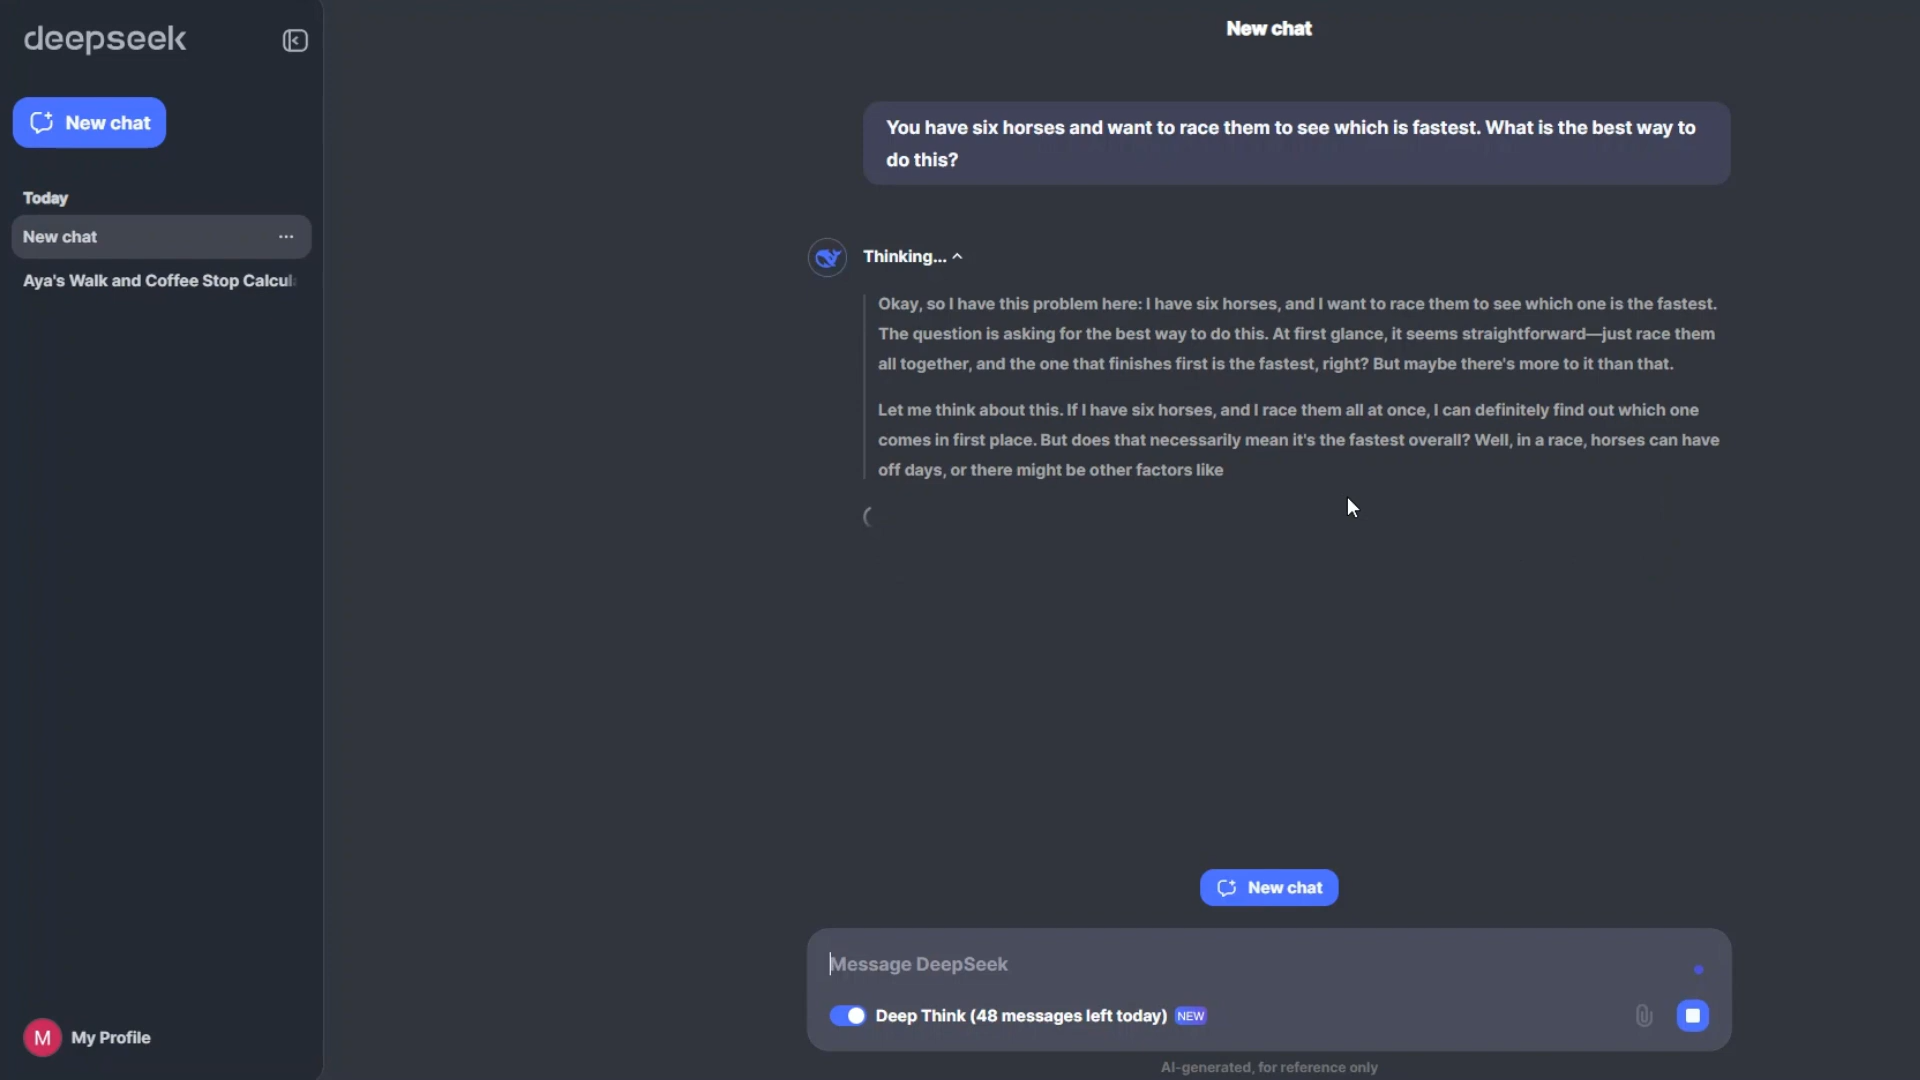 deepseek
New chat
Today
New chat
Aya's Walk and Coffee Stop Calcul
M My Profile
New chat
You have six horses and want to race them to see which is fastest. What is the best way to
do this?
Thinking...
Okay, so I have this problem here: I have six horses, and I want to race them to see which one is the fastest.
The question is asking for the best way to do this. At first glance, it seems straightforward—just race them
all together, and the one that finishes first is the fastest, right? But maybe there's more to it than that.
Let me think about this. If I have six horses, and I race them all at once, I can definitely find out which one
comes in first place. But does that necessarily mean it's the fastest overall? Well, in a race, horses can have
off days, or there might be other factors like
New chat
Message DeepSeek
Deep Think (48 messages left today) NEW
AI-generated, for reference only